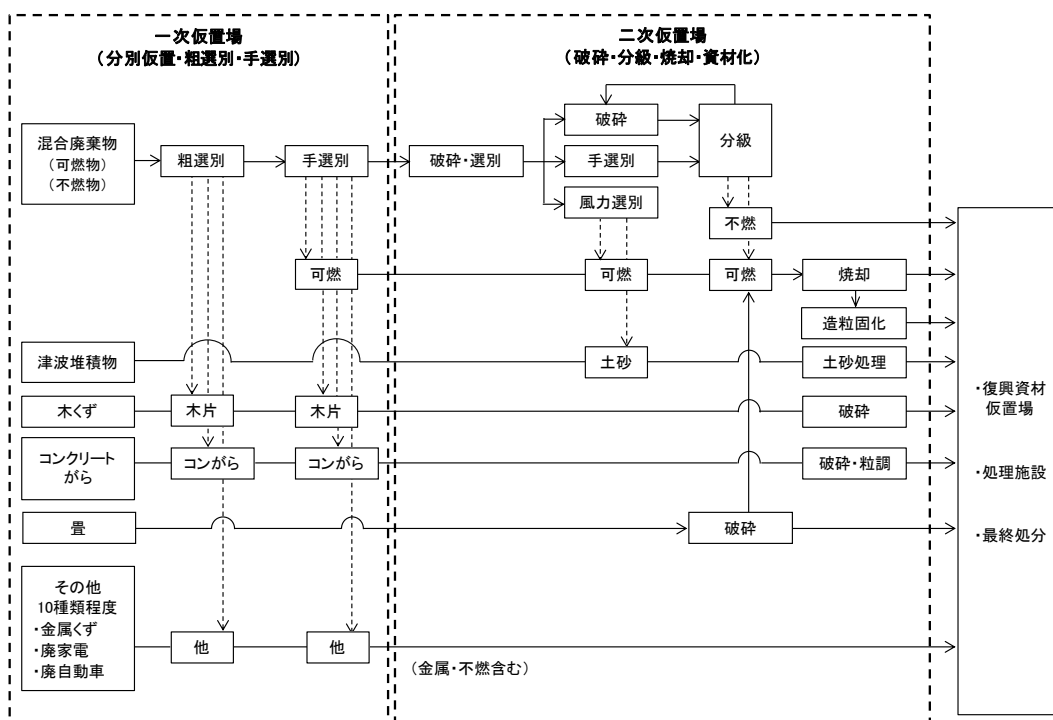 一次仮置場
(分別仮置・粗選別・手選別)
二次仮置場
(破砕・分級・焼却・資材化)
混合廃棄物
(可燃物)
(不燃物)
粗選別
手選別
破砕・選別
破砕
手選別
風力選別
分級
不燃
可燃
可燃
可燃
焼却
造粒固化
津波堆積物
土砂
土砂処理
木くず
木片
木片
破砕
コンクリート
がら
コンがら
コンがら
破砕・粒調
畳
破砕
その他
10種類程度
・金属くず
・廃家電
・廃自動車
他
他
(金属・不燃含む)
・復興資材
仮置場
・処理施設
・最終処分